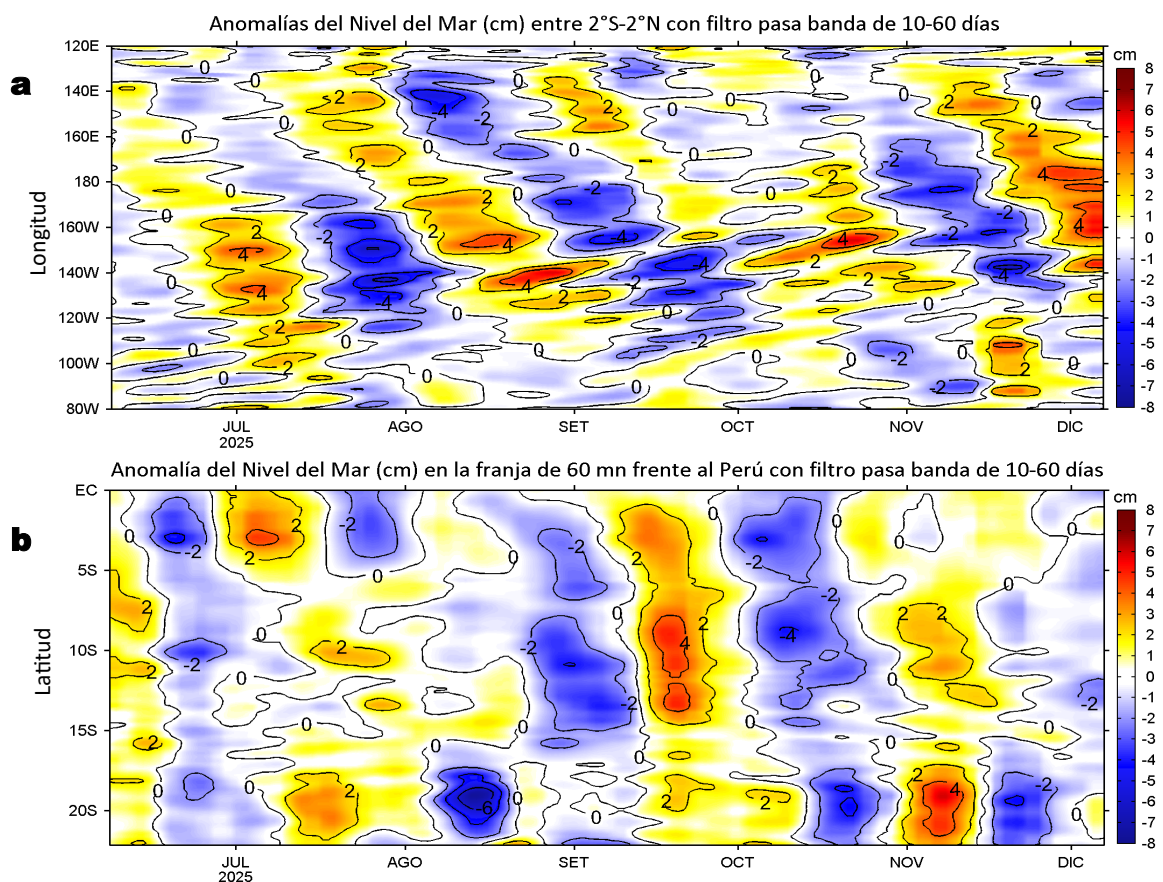 Anomalías del Nivel del Mar (cm) entre 2°S-2°N con filtro pasa banda de 10-60 días
a
Longitud
120E
140E
160E
180
160W
140W
120W
100W
80W
JUL
2025
AGO
SET
OCT
NOV
DIC
cm
8
7
6
5
4
3
2
1
0
-1
-2
-3
-4
-5
-6
-7
-8
Anomalía del Nivel del Mar (cm) en la franja de 60 mn frente al Perú con filtro pasa banda de 10-60 días
b
Latitud
EC
5S
10S
15S
20S
JUL
2025
AGO
SET
OCT
NOV
DIC
cm
8
7
6
5
4
3
2
1
0
-1
-2
-3
-4
-5
-6
-7
-8